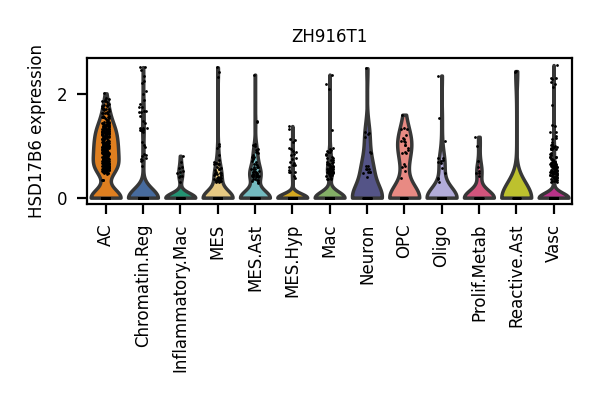 ZH916T1
HSD17B6 expression
2
0
AC
Chromatin.Reg
Inflammatory.Mac
MES
MES.Ast
MES.Hyp
Mac
Neuron
OPC
Oligo
Prolif.Metab
Reactive.Ast
Vasc